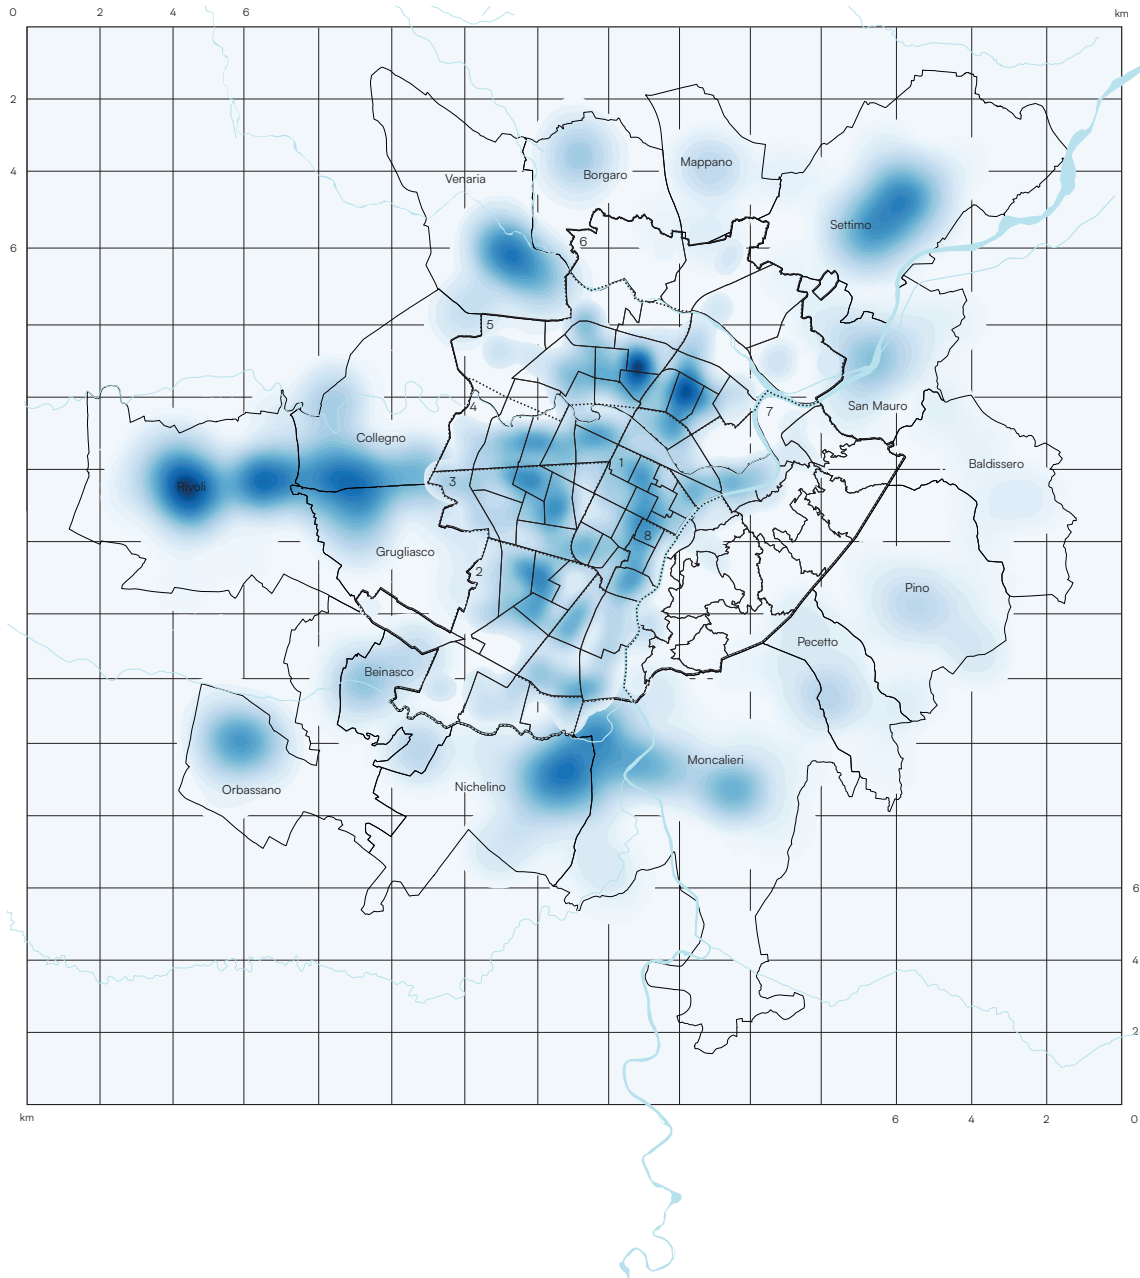 0 2 4 6 km
2
4
6
Mappano
Borgaro
Venaria
Settimo
6
5
San Mauro
4
7
Collegno
1
Baldissero
3
Rivoli
8
Grugliasco
2
Pino
Pecetto
Beinasco
Moncalieri
Nichelino
Orbassano
6
4
2
km 6 4 2 0